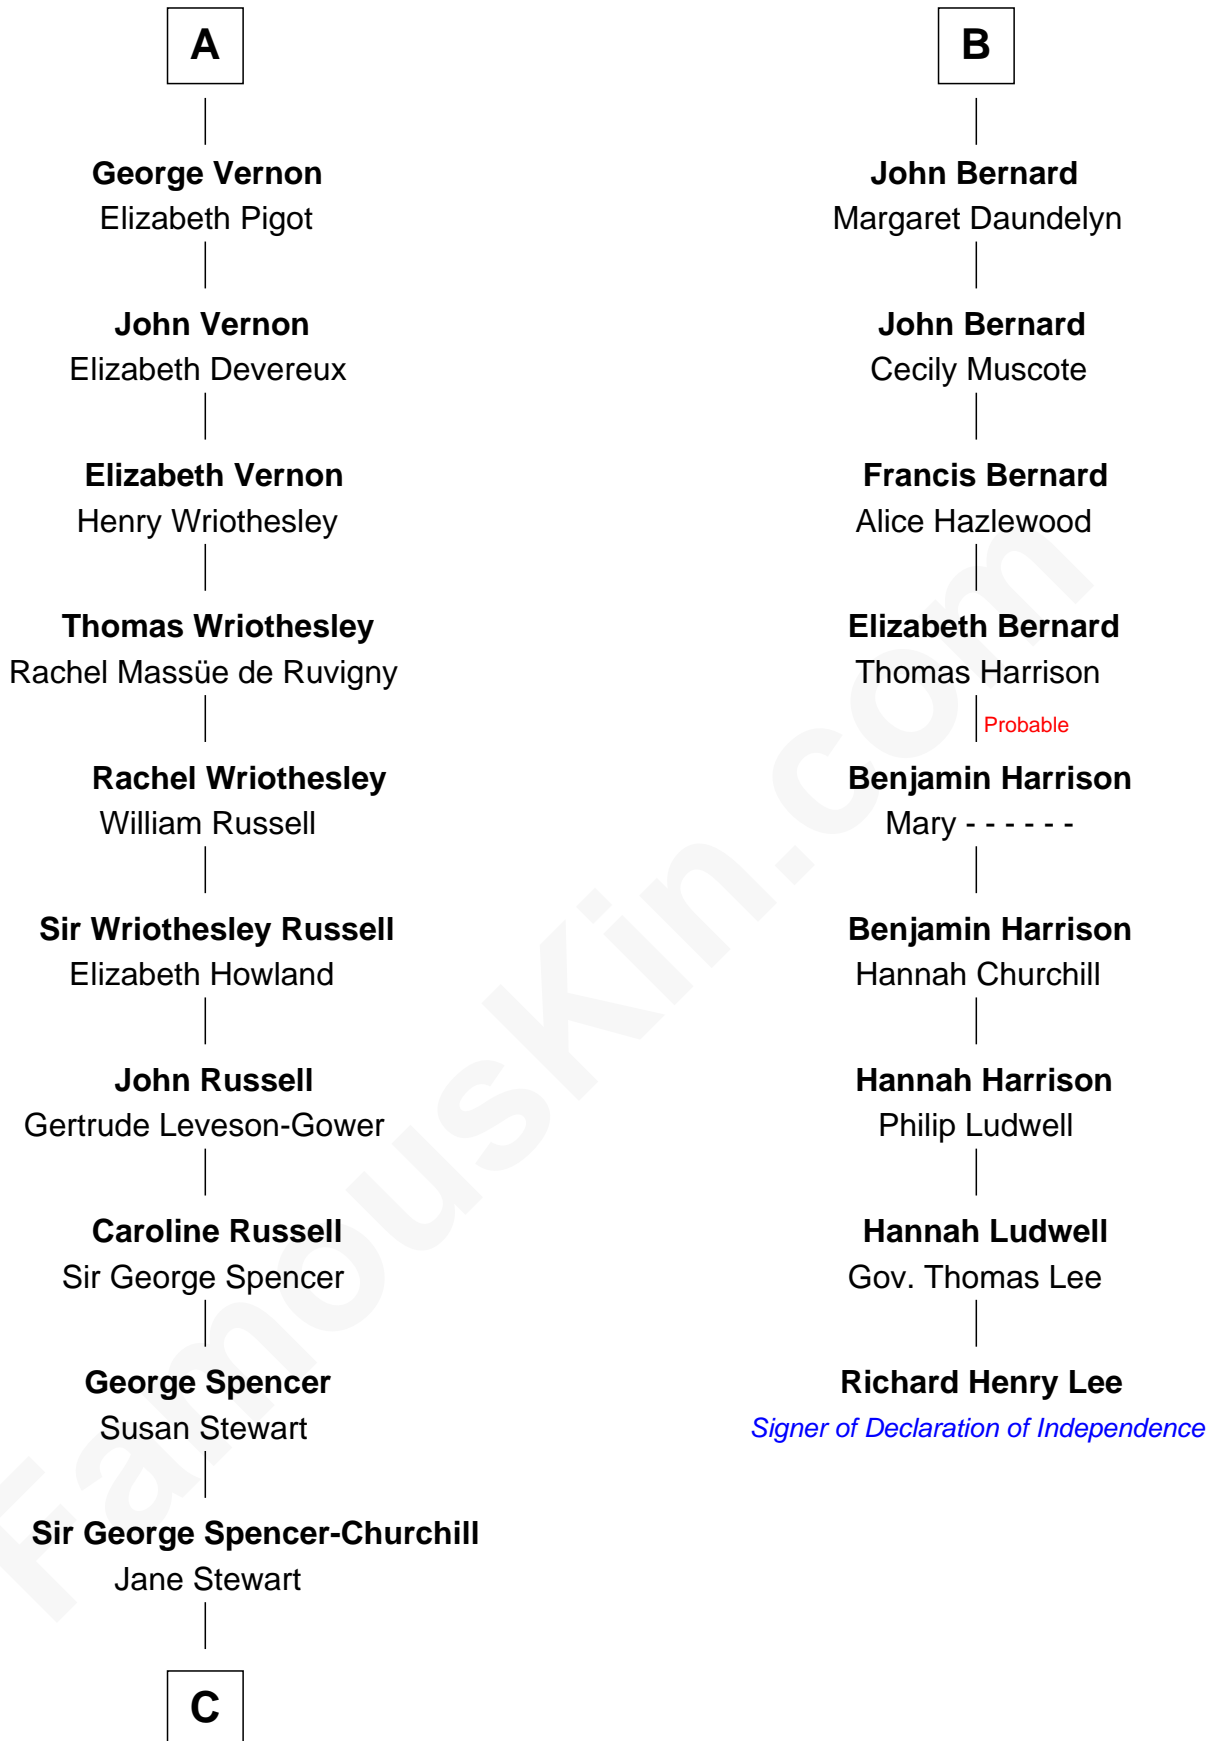 A
George Vernon
Elizabeth Pigot
John Vernon
Elizabeth Devereux
Elizabeth Vernon
Henry Wriothesley
Thomas Wriothesley
Rachel Massüe de Ruvigny
Rachel Wriothesley
William Russell
Sir Wriothesley Russell
Elizabeth Howland
John Russell
Gertrude Leveson-Gower
Caroline Russell
Sir George Spencer
George Spencer
Susan Stewart
Sir George Spencer-Churchill
Jane Stewart
C
B
John Bernard
Margaret Daundelyn
John Bernard
Cecily Muscote
Francis Bernard
Alice Hazlewood
Elizabeth Bernard
Thomas Harrison
Probable
Benjamin Harrison
Mary - - - - - -
Benjamin Harrison
Hannah Churchill
Hannah Harrison
Philip Ludwell
Hannah Ludwell
Gov. Thomas Lee
Richard Henry Lee
Signer of Declaration of Independence
FamousKin.com